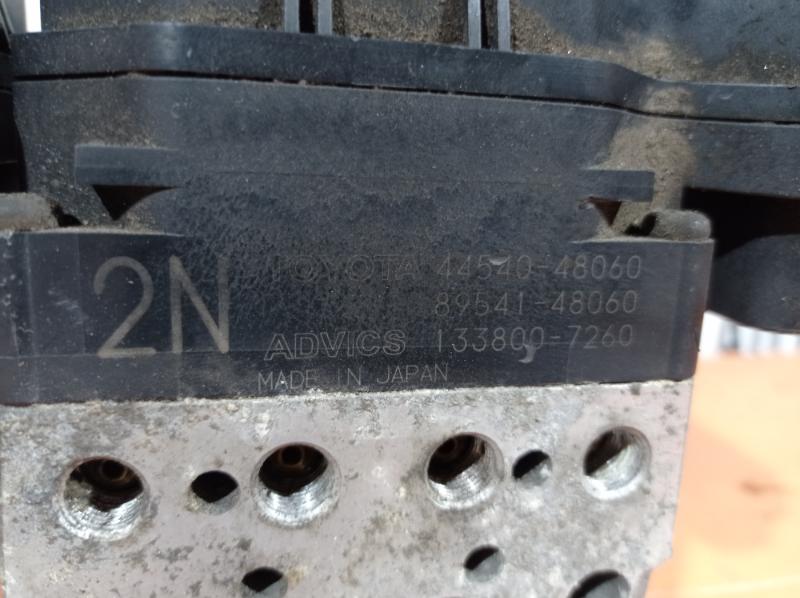 2N
TOYOTA 44540-48060
89541-48060
ADVICS 133800-7260
MADE IN JAPAN